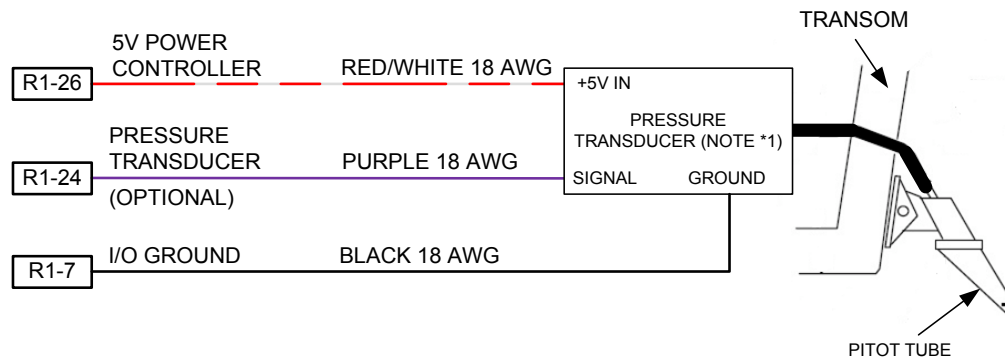 TRANSOM
5V POWER
CONTROLLER
RED/WHITE 18 AWG
R1-26
+5V IN
PRESSURE
TRANSDUCER (NOTE *1)
PRESSURE
TRANSDUCER
(OPTIONAL)
PURPLE 18 AWG
R1-24
SIGNAL
GROUND
I/O GROUND
BLACK 18 AWG
R1-7
PITOT TUBE